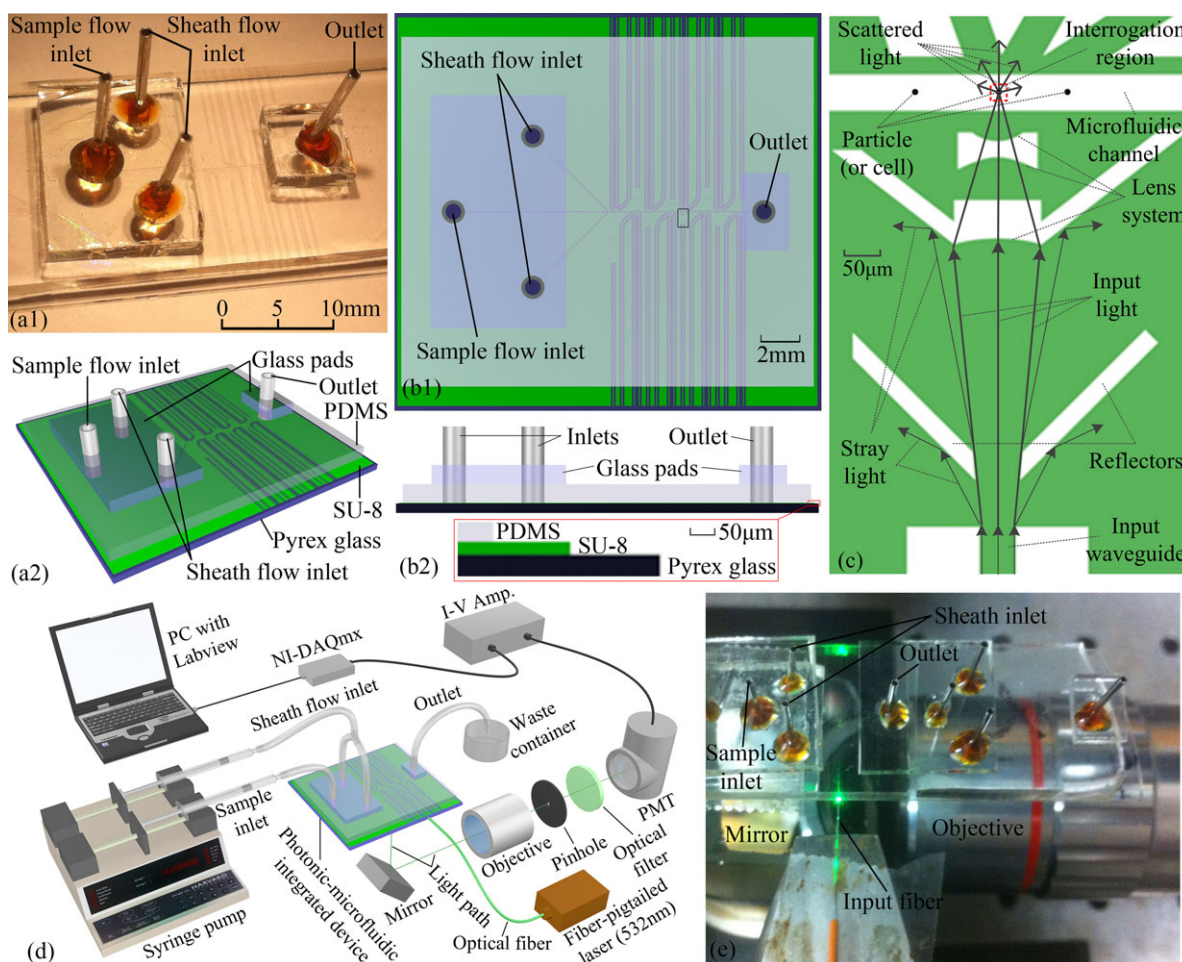 Sample flow
inlet
Sheath flow
inlet
Outlet
0 5 10mm
(a1)
Sample flow inlet
Glass pads
Outlet
PDMS
SU-8
Pyrex glass
Sheath flow inlet
(a2)
Sheath flow inlet
Outlet
Sample flow inlet
2mm
(b1)
Inlets
Outlet
Glass pads
PDMS
SU-8
50μm
Pyrex glass
(b2)
Scattered
light
Interrogation
region
Particle
(or cell)
Microfluidic
channel
Lens
system
50μm
Input
light
Stray
light
Reflectors
Input
waveguide
(c)
PC with
Labview
NI-DAQmx
I-V Amp.
Sheath flow inlet
Outlet
Waste
container
Sample
inlet
PMT
Optical
filter
Pinhole
Objective
Photonic-microfluidic
integrated device
Mirror
Light path
Optical fiber
Fiber-pigtailed
laser (532nm)
Syringe pump
HARVARD
(d)
Sheath inlet
Outlet
Sample
inlet
Mirror
Objective
Input fiber
(e)